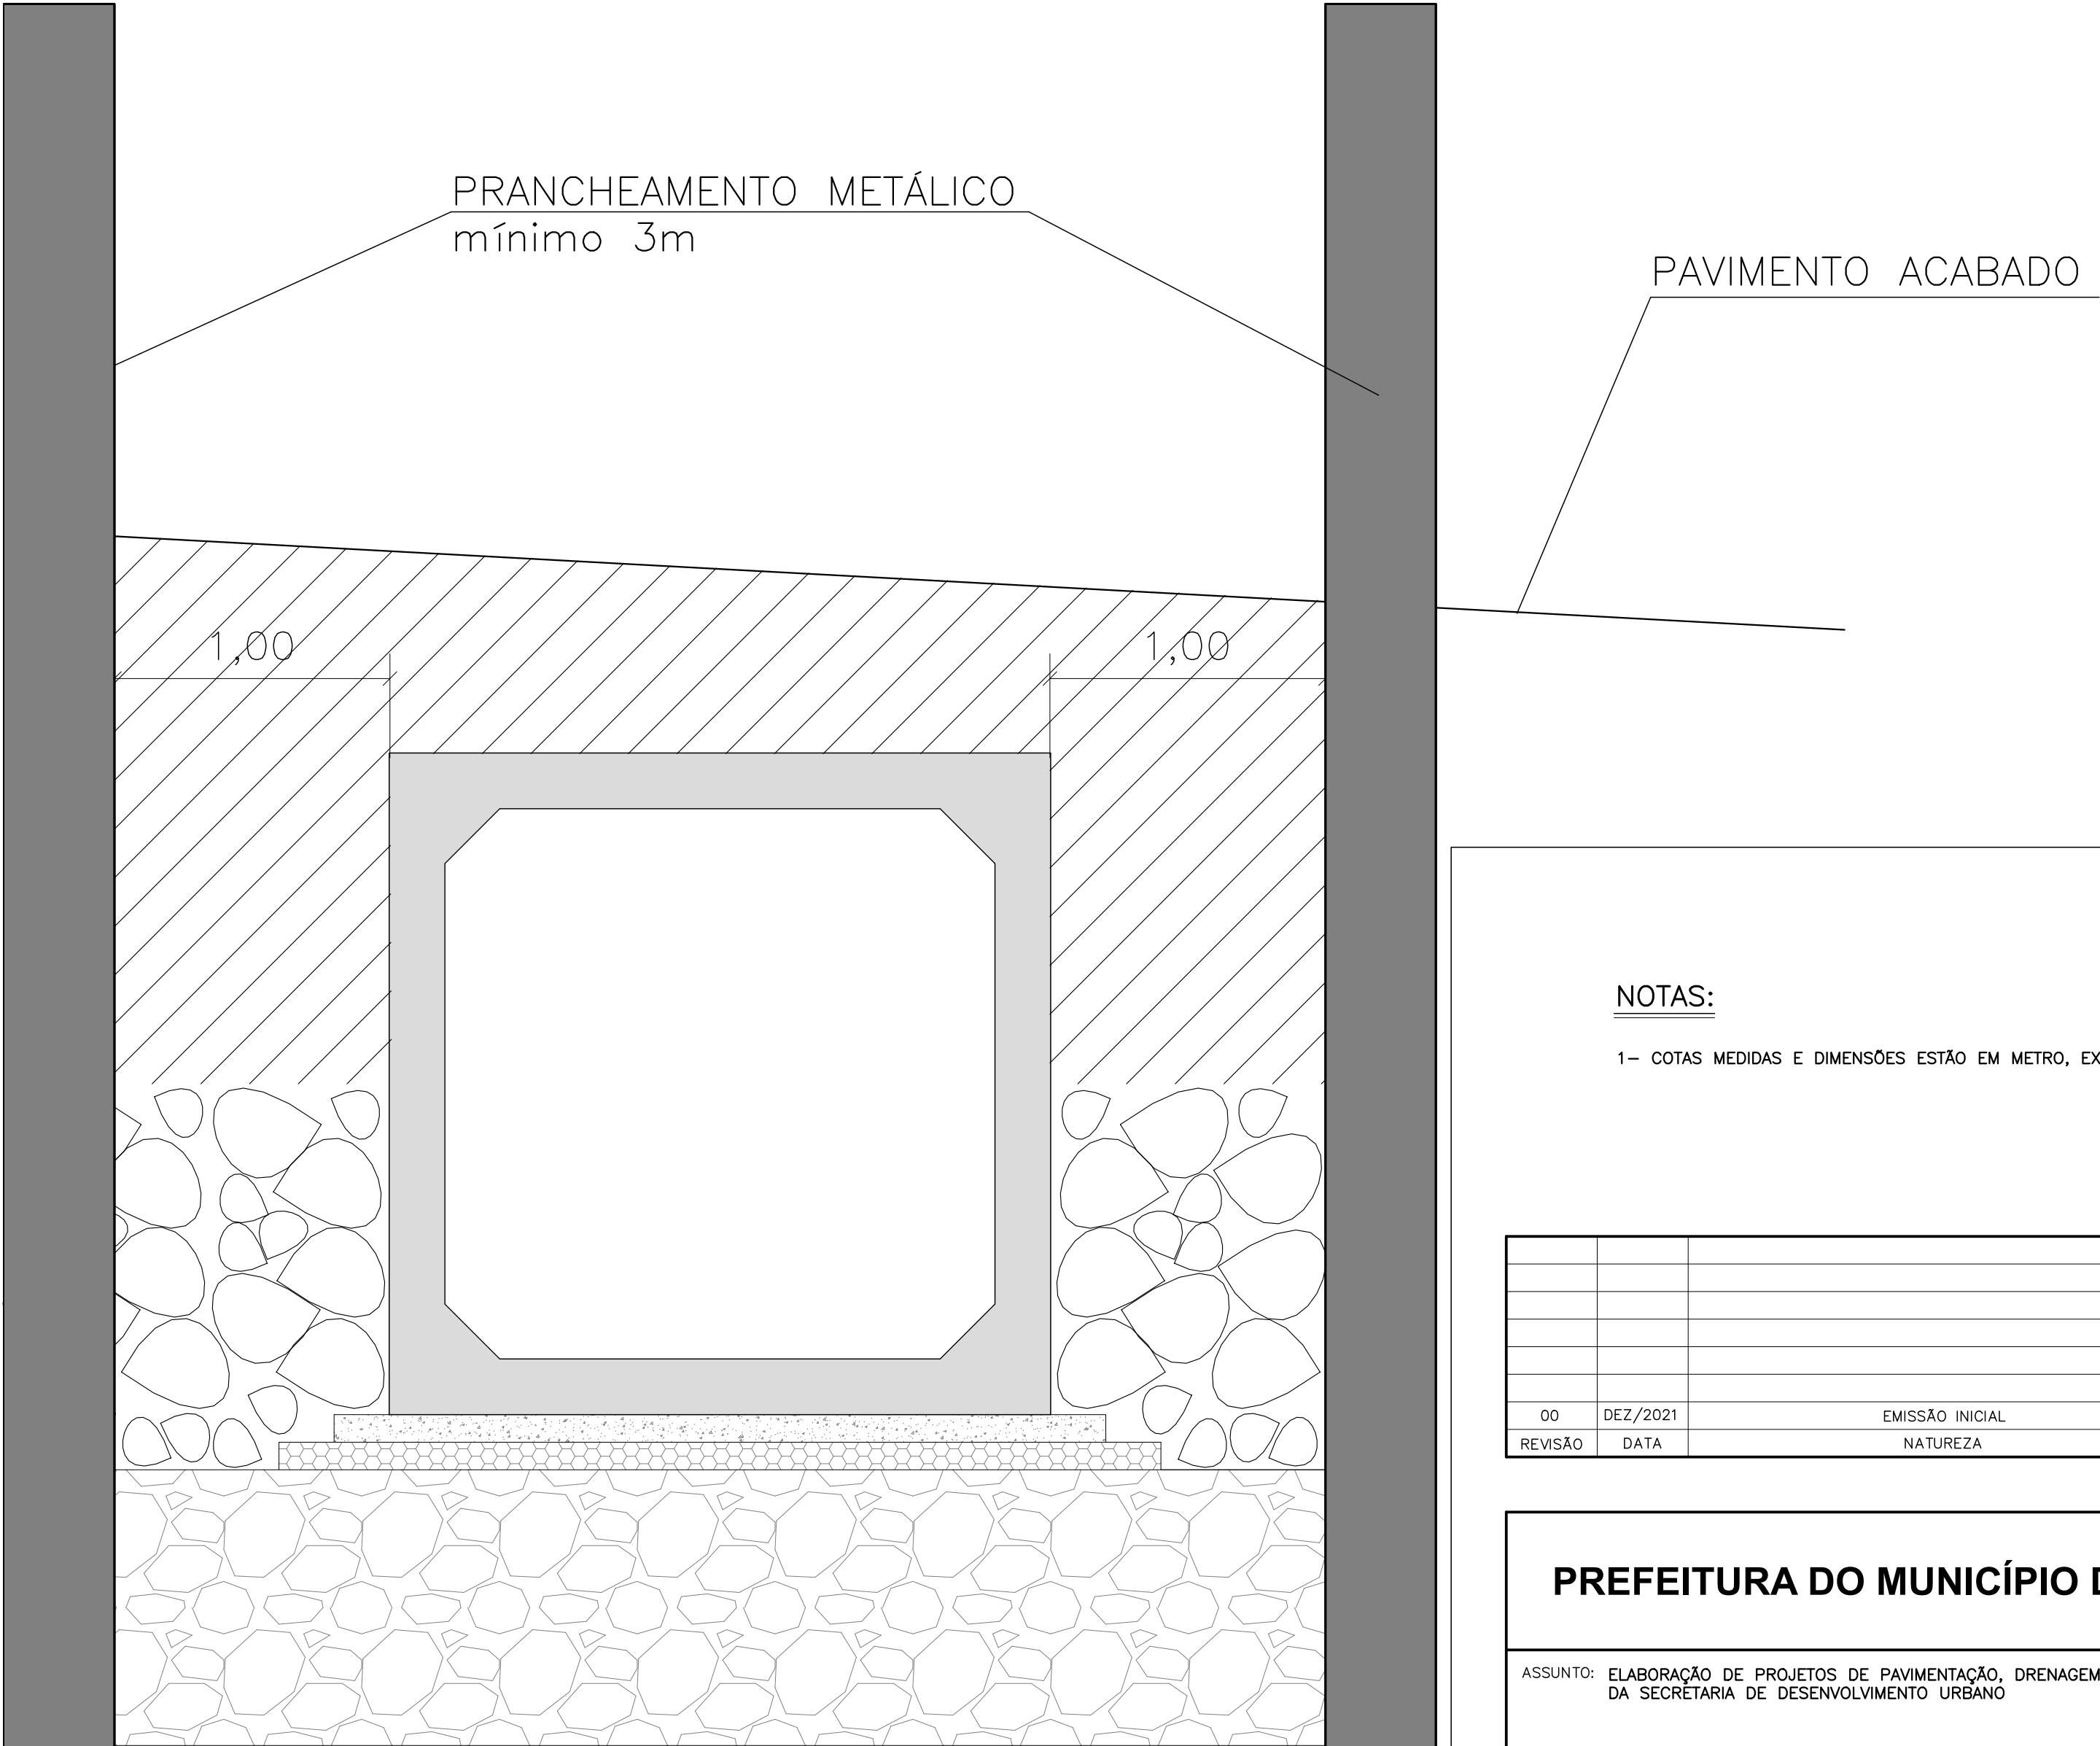 PRANCHEAMENTO METÁLICO
mínimo 3m
PAVIMENTO ACABADO
1,00
1,00
NOTAS:
1- COTAS MEDIDAS E DIMENSÕES ESTÃO EM METRO, EX
00 DEZ/2021 EMISSÃO INICIAL
REVISÃO DATA NATUREZA
PREFEITURA DO MUNICÍPIO D
ASSUNTO: ELABORAÇÃO DE PROJETOS DE PAVIMENTAÇÃO, DRENAGEM
DA SECRETARIA DE DESENVOLVIMENTO URBANO